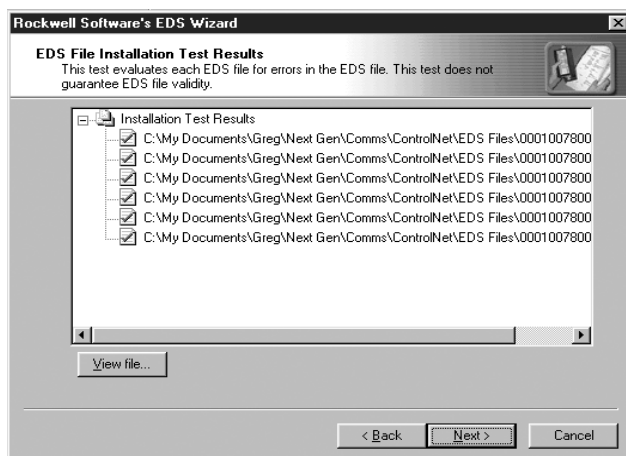 Rockwell Software's EDS Wizard
EDS File Installation Test Results
This test evaluates each EDS file for errors in the EDS file. This test does not
guarantee EDS file validity.
Installation Test Results
C:\My Documents\Greg\Next Gen\Comms\ControlNet\EDS Files\0001007800
C:\My Documents\Greg\Next Gen\Comms\ControlNet\EDS Files\0001007800
C:\My Documents\Greg\Next Gen\Comms\ControlNet\EDS Files\0001007800
C:\My Documents\Greg\Next Gen\Comms\ControlNet\EDS Files\0001007800
C:\My Documents\Greg\Next Gen\Comms\ControlNet\EDS Files\0001007800
C:\My Documents\Greg\Next Gen\Comms\ControlNet\EDS Files\0001007800
View file...
< Back Next > Cancel